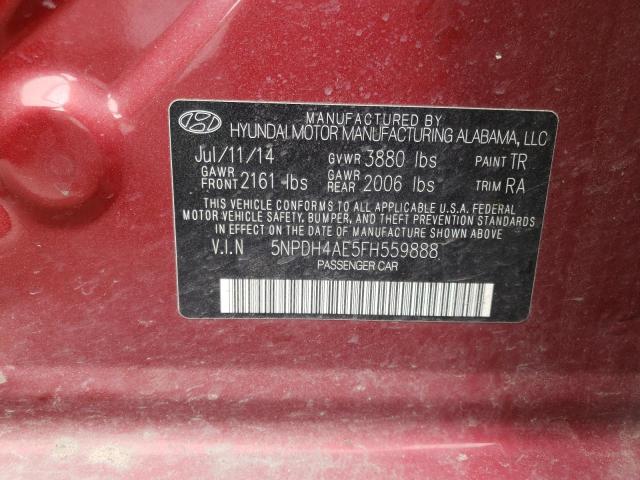 MANUFACTURED BY
HYUNDAI MOTOR MANUFACTURING ALABAMA, LLC
Jul/11/14 GVWR 3880 lbs PAINT TR
GAWR FRONT 2161 lbs GAWR REAR 2006 lbs TRIM RA
THIS VEHICLE CONFORMS TO ALL APPLICABLE U.S.A. FEDERAL
MOTOR VEHICLE SAFETY, BUMPER, AND THEFT PREVENTION STANDARDS
IN EFFECT ON THE DATE OF MANUFACTURE SHOWN ABOVE.
V.I.N 5NPDH4AE5FH559888
PASSENGER CAR